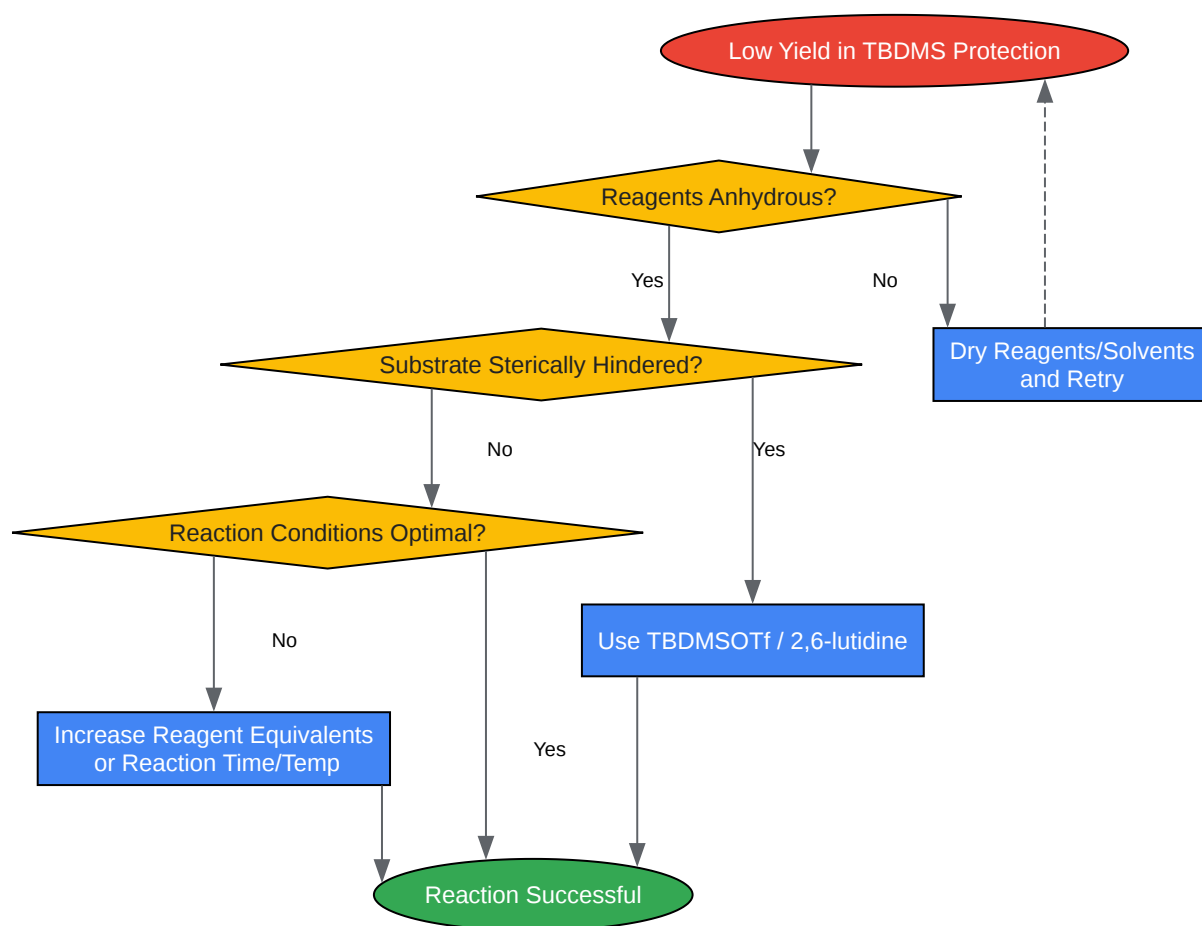 Low Yield in TBDMS Protection
Reagents Anhydrous?
Yes
No
Dry Reagents/Solvents
and Retry
Substrate Sterically Hindered?
No
Yes
Reaction Conditions Optimal?
No
Use TBDMSOTf / 2,6-lutidine
Increase Reagent Equivalents
or Reaction Time/Temp
Yes
Reaction Successful